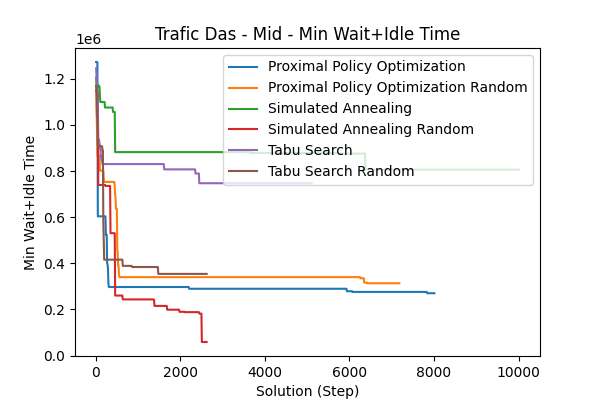 Trafic Das - Mid - Min Wait+Idle Time
1e6
Proximal Policy Optimization
Proximal Policy Optimization Random
Simulated Annealing
Simulated Annealing Random
Tabu Search
Tabu Search Random
Min Wait+Idle Time
1.2
1.0
0.8
0.6
0.4
0.2
0.0
0
2000
4000
6000
8000
10000
Solution (Step)